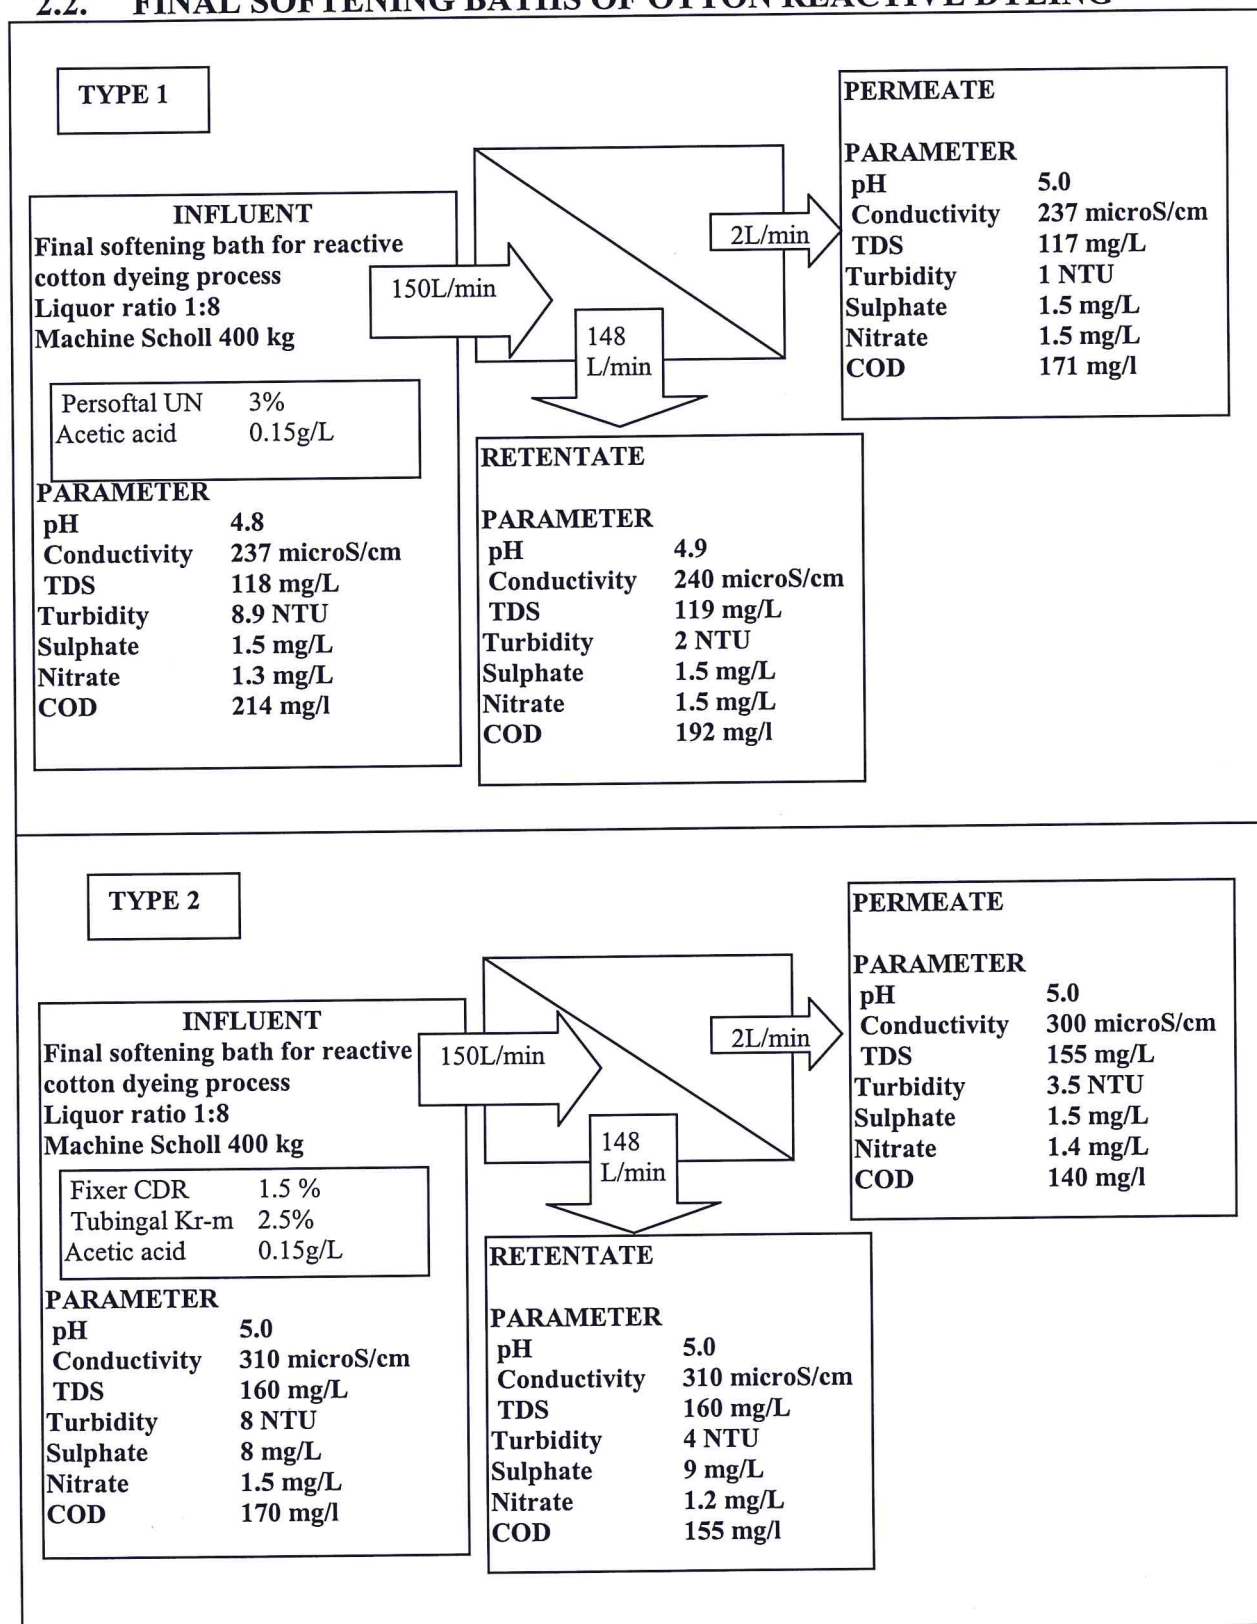 2.2. FINAL SOFTENING BATHS OF OTTON REACTIVE DYEING
TYPE 1
INFLUENT
Final softening bath for reactive
cotton dyeing process
Liquor ratio 1:8
Machine Scholl 400 kg
Persoftal UN 3%
Acetic acid 0.15g/L
PARAMETER
pH 4.8
Conductivity 237 microS/cm
TDS 118 mg/L
Turbidity 8.9 NTU
Sulphate 1.5 mg/L
Nitrate 1.3 mg/L
COD 214 mg/l
150L/min
2L/min
148
L/min
PERMEATE
PARAMETER
pH 5.0
Conductivity 237 microS/cm
TDS 117 mg/L
Turbidity 1 NTU
Sulphate 1.5 mg/L
Nitrate 1.5 mg/L
COD 171 mg/l
RETENTATE
PARAMETER
pH 4.9
Conductivity 240 microS/cm
TDS 119 mg/L
Turbidity 2 NTU
Sulphate 1.5 mg/L
Nitrate 1.5 mg/L
COD 192 mg/l
TYPE 2
INFLUENT
Final softening bath for reactive
cotton dyeing process
Liquor ratio 1:8
Machine Scholl 400 kg
Fixer CDR 1.5 %
Tubingal Kr-m 2.5%
Acetic acid 0.15g/L
PARAMETER
pH 5.0
Conductivity 310 microS/cm
TDS 160 mg/L
Turbidity 8 NTU
Sulphate 8 mg/L
Nitrate 1.5 mg/L
COD 170 mg/l
150L/min
2L/min
148
L/min
PERMEATE
PARAMETER
pH 5.0
Conductivity 300 microS/cm
TDS 155 mg/L
Turbidity 3.5 NTU
Sulphate 1.5 mg/L
Nitrate 1.4 mg/L
COD 140 mg/l
RETENTATE
PARAMETER
pH 5.0
Conductivity 310 microS/cm
TDS 160 mg/L
Turbidity 4 NTU
Sulphate 9 mg/L
Nitrate 1.2 mg/L
COD 155 mg/l